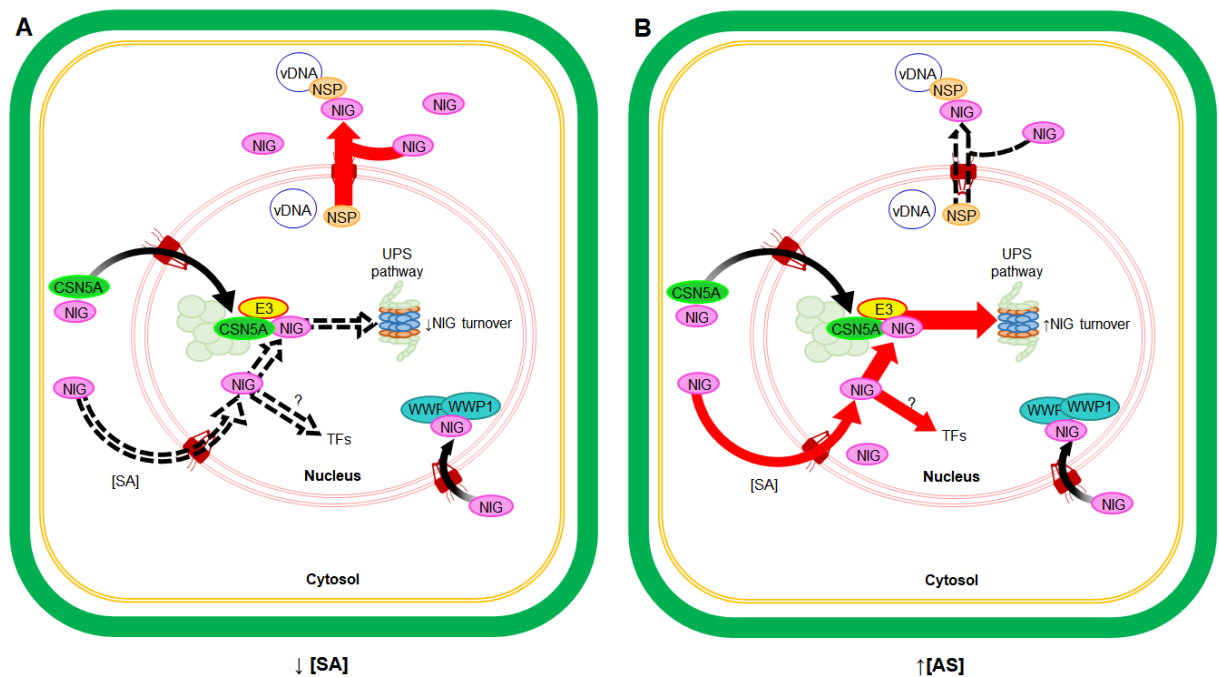 A
vDNA
NSP
NIG
NIG
NIG
NIG
vDNA
NSP
UPS
pathway
CSN5A
NIG
E3
CSN5A
NIG
↓NIG turnover
NIG
NIG
?
TFs
WWP1
NIG
[SA]
Nucleus
NIG
Cytosol
↓ [SA]
B
vDNA
NSP
NIG
NIG
vDNA
NSP
UPS
pathway
CSN5A
NIG
E3
CSN5A
NIG
↑NIG turnover
NIG
NIG
?
TFs
WWP1
NIG
NIG
[SA]
Nucleus
NIG
Cytosol
↑[AS]